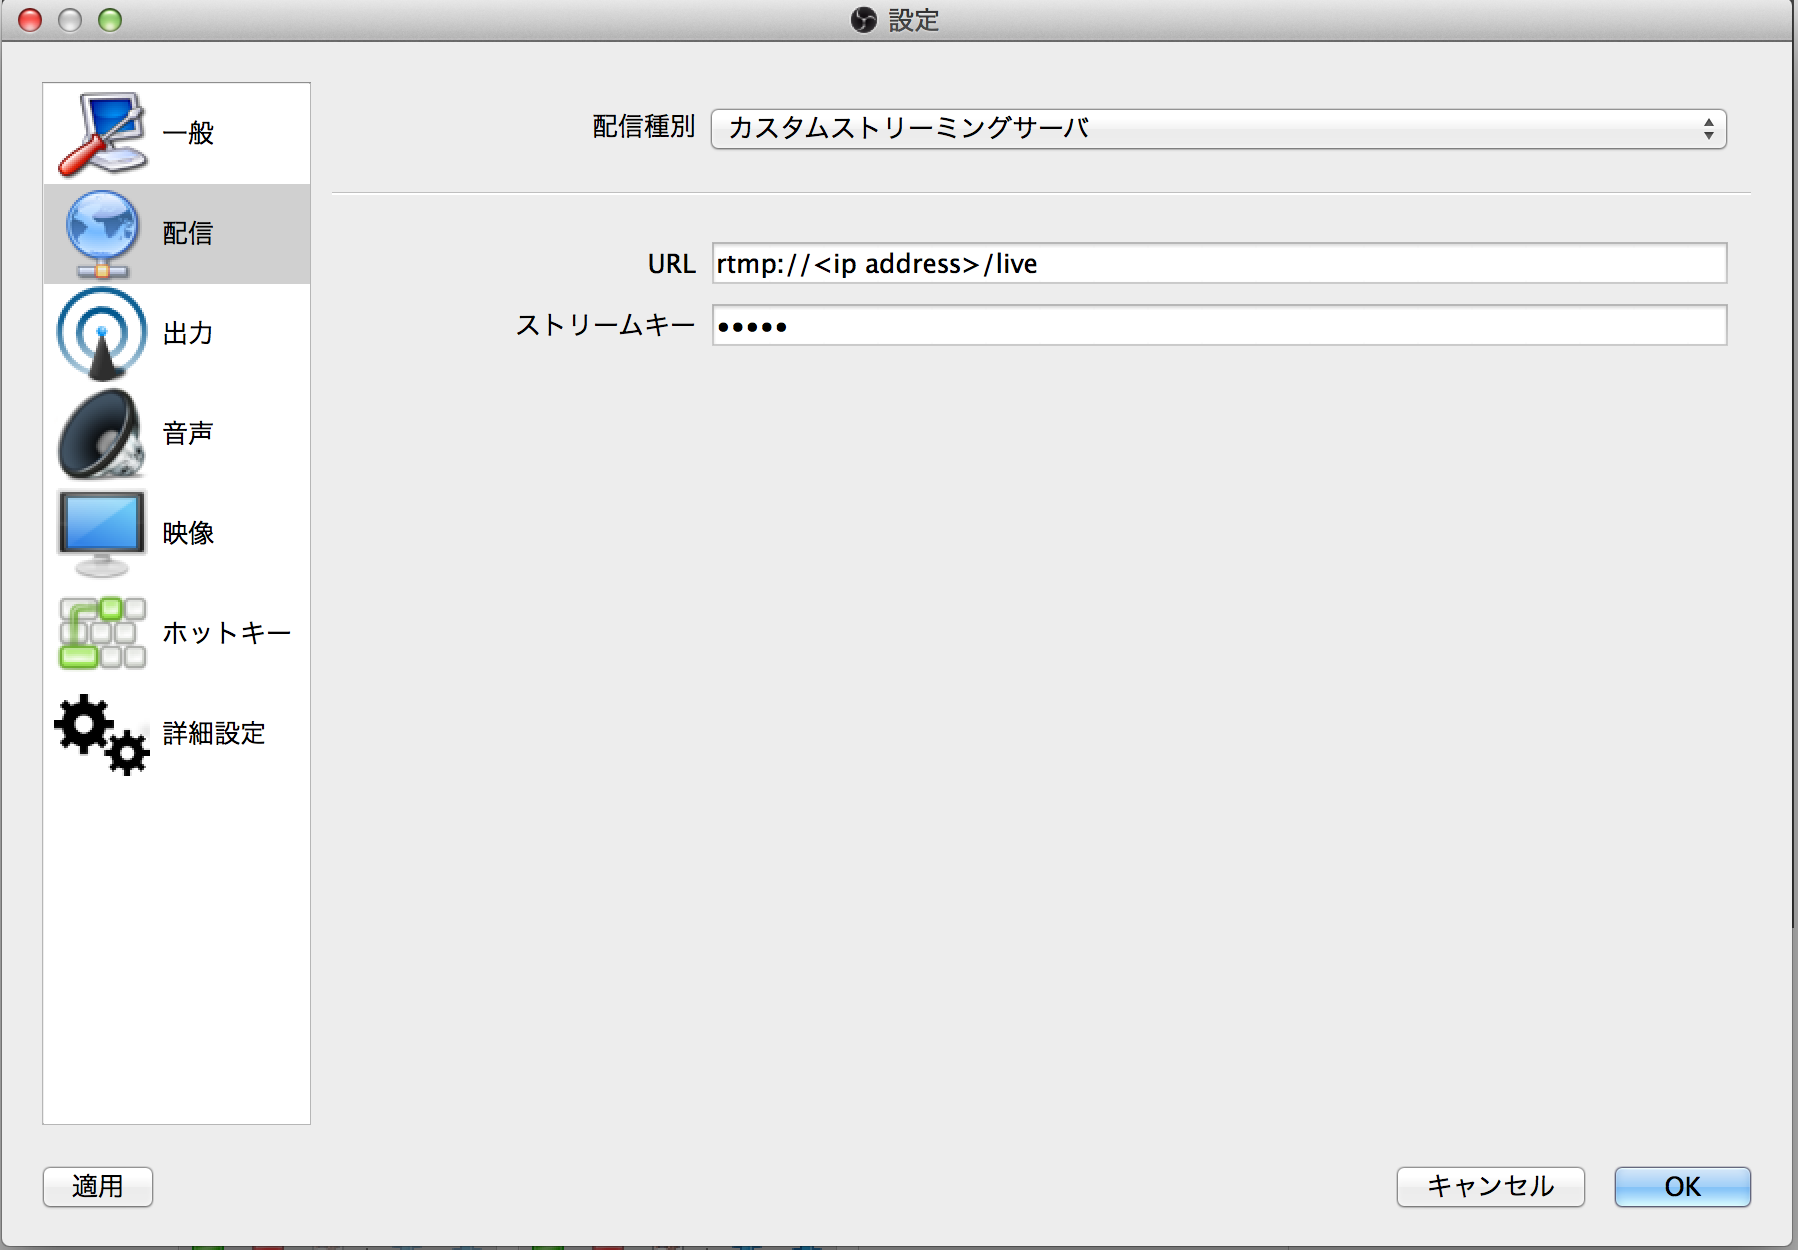 設定
一般
配信
出力
音声
映像
ホットキー
詳細設定
配信種別 カスタムストリーミングサーバ
URL rtmp://<ip address>/live
ストリームキー •••••
適用 キャンセル OK